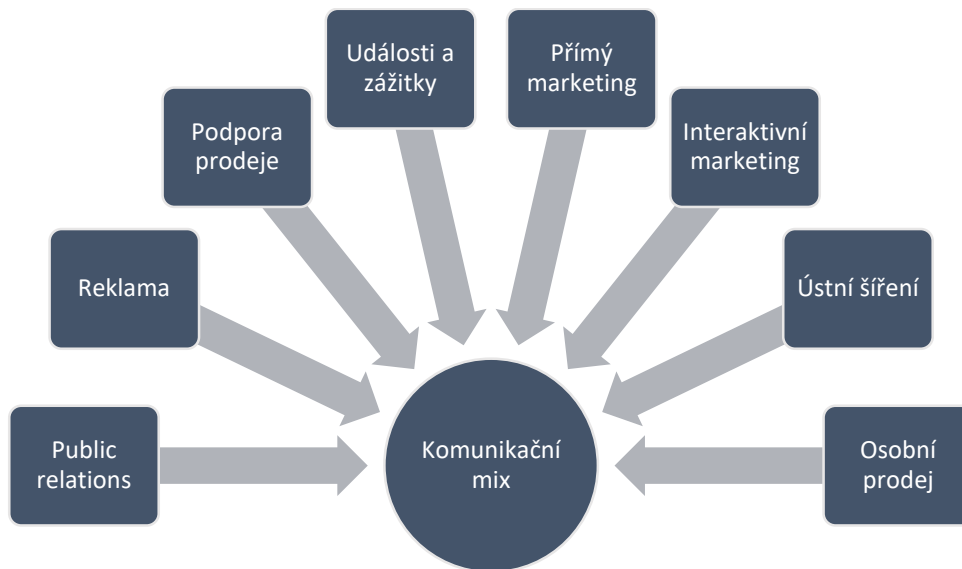 Public
relations
Reklama
Podpora
prodeje
Události a
zážitky
Přímý
marketing
Interaktivní
marketing
Ústní šíření
Osobní
prodej
Komunikační
mix